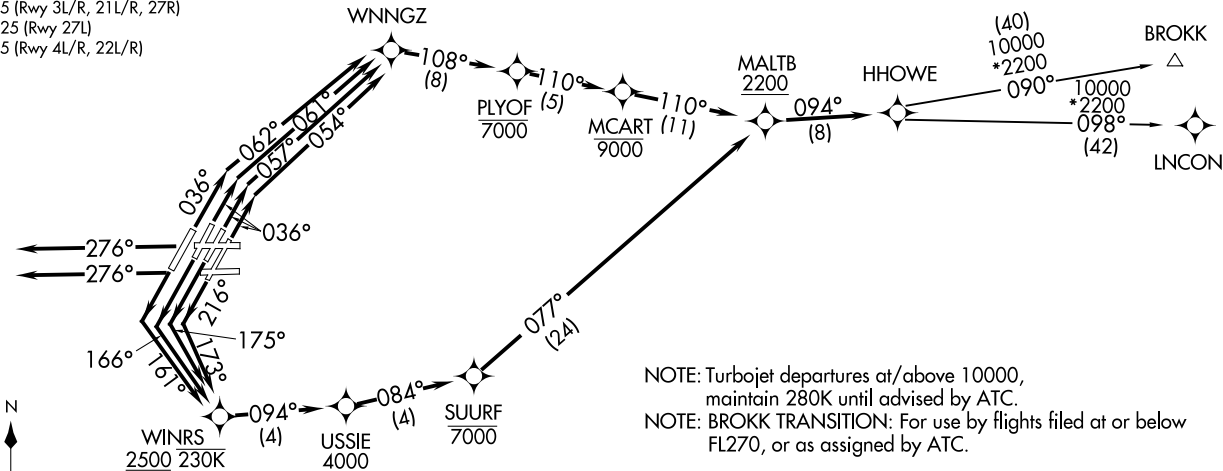 5 (Rwy 3L/R, 21L/R, 27R)
25 (Rwy 27L)
5 (Rwy 4L/R, 22L/R)
WNNGZ
108°
(8)
PLYOF
7000
110°
(5)
MCART
9000
110°
(11)
MALTB
2200
094°
(8)
HHOWE
(40)
10000
*2200
090°
BROKK
10000
*2200
098°
(42)
LNCON
062°
061°
057°
054°
036°
036°
276°
276°
216°
175°
166°
161°
173°
077°
(24)
N
WINRS
2500 230K
094°
(4)
USSIE
4000
084°
(4)
SUURF
7000
NOTE: Turbojet departures at/above 10000,
maintain 280K until advised by ATC.
NOTE: BROKK TRANSITION: For use by flights filed at or below
FL270, or as assigned by ATC.